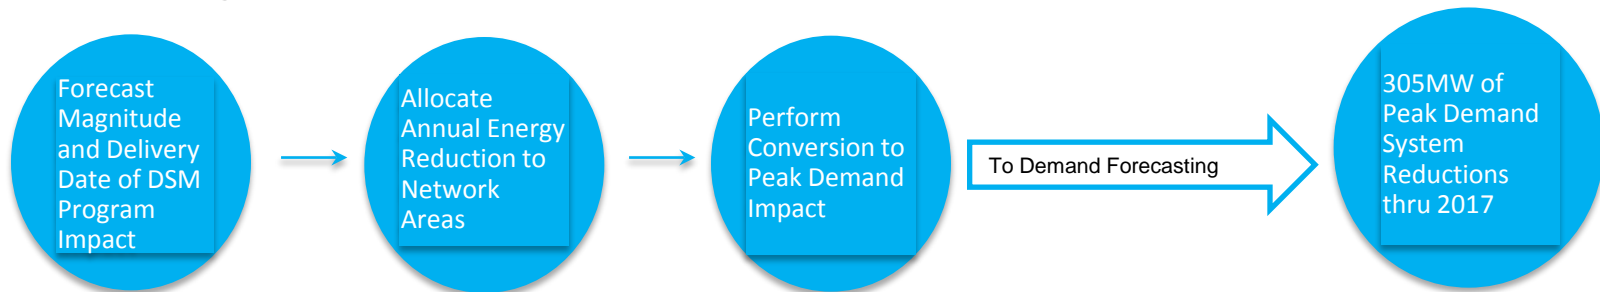 Forecast
Magnitude
and Delivery
Date of DSM
Program
Impact
Allocate
Annual Energy
Reduction to
Network
Areas
Perform
Conversion to
Peak Demand
Impact
To Demand Forecasting
305MW of
Peak Demand
System
Reductions
thru 2017